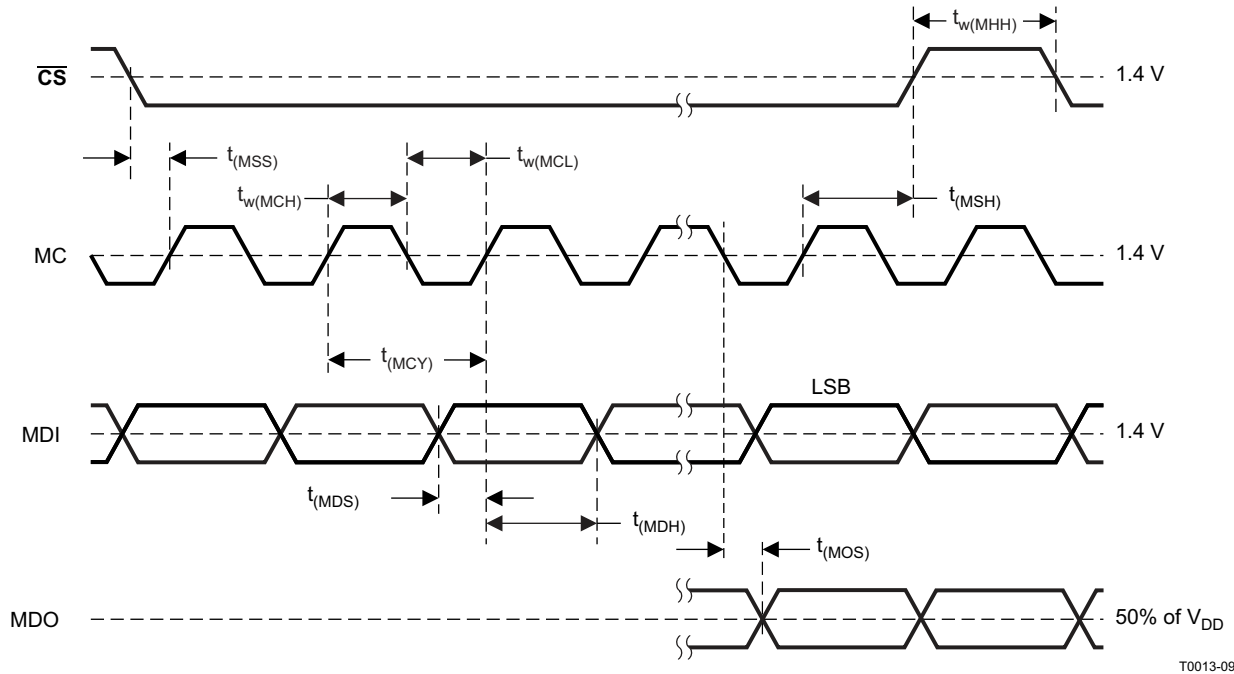 t_w(MHH)
CS
1.4 V
t_(MSS)
t_w(MCL)
t_w(MCH)
t_(MSH)
MC
1.4 V
t_(MCY)
LSB
MDI
1.4 V
t_(MDS)
t_(MDH)
t_(MOS)
MDO
50% of V_DD
T0013-09